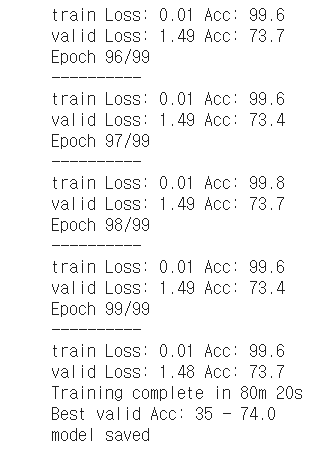 train Loss: 0.01 Acc: 99.6
valid Loss: 1.49 Acc: 73.7
Epoch 96/99
----------
train Loss: 0.01 Acc: 99.6
valid Loss: 1.49 Acc: 73.4
Epoch 97/99
----------
train Loss: 0.01 Acc: 99.8
valid Loss: 1.49 Acc: 73.7
Epoch 98/99
----------
train Loss: 0.01 Acc: 99.6
valid Loss: 1.49 Acc: 73.4
Epoch 99/99
----------
train Loss: 0.01 Acc: 99.6
valid Loss: 1.48 Acc: 73.7
Training complete in 80m 20s
Best valid Acc: 35 - 74.0
model saved